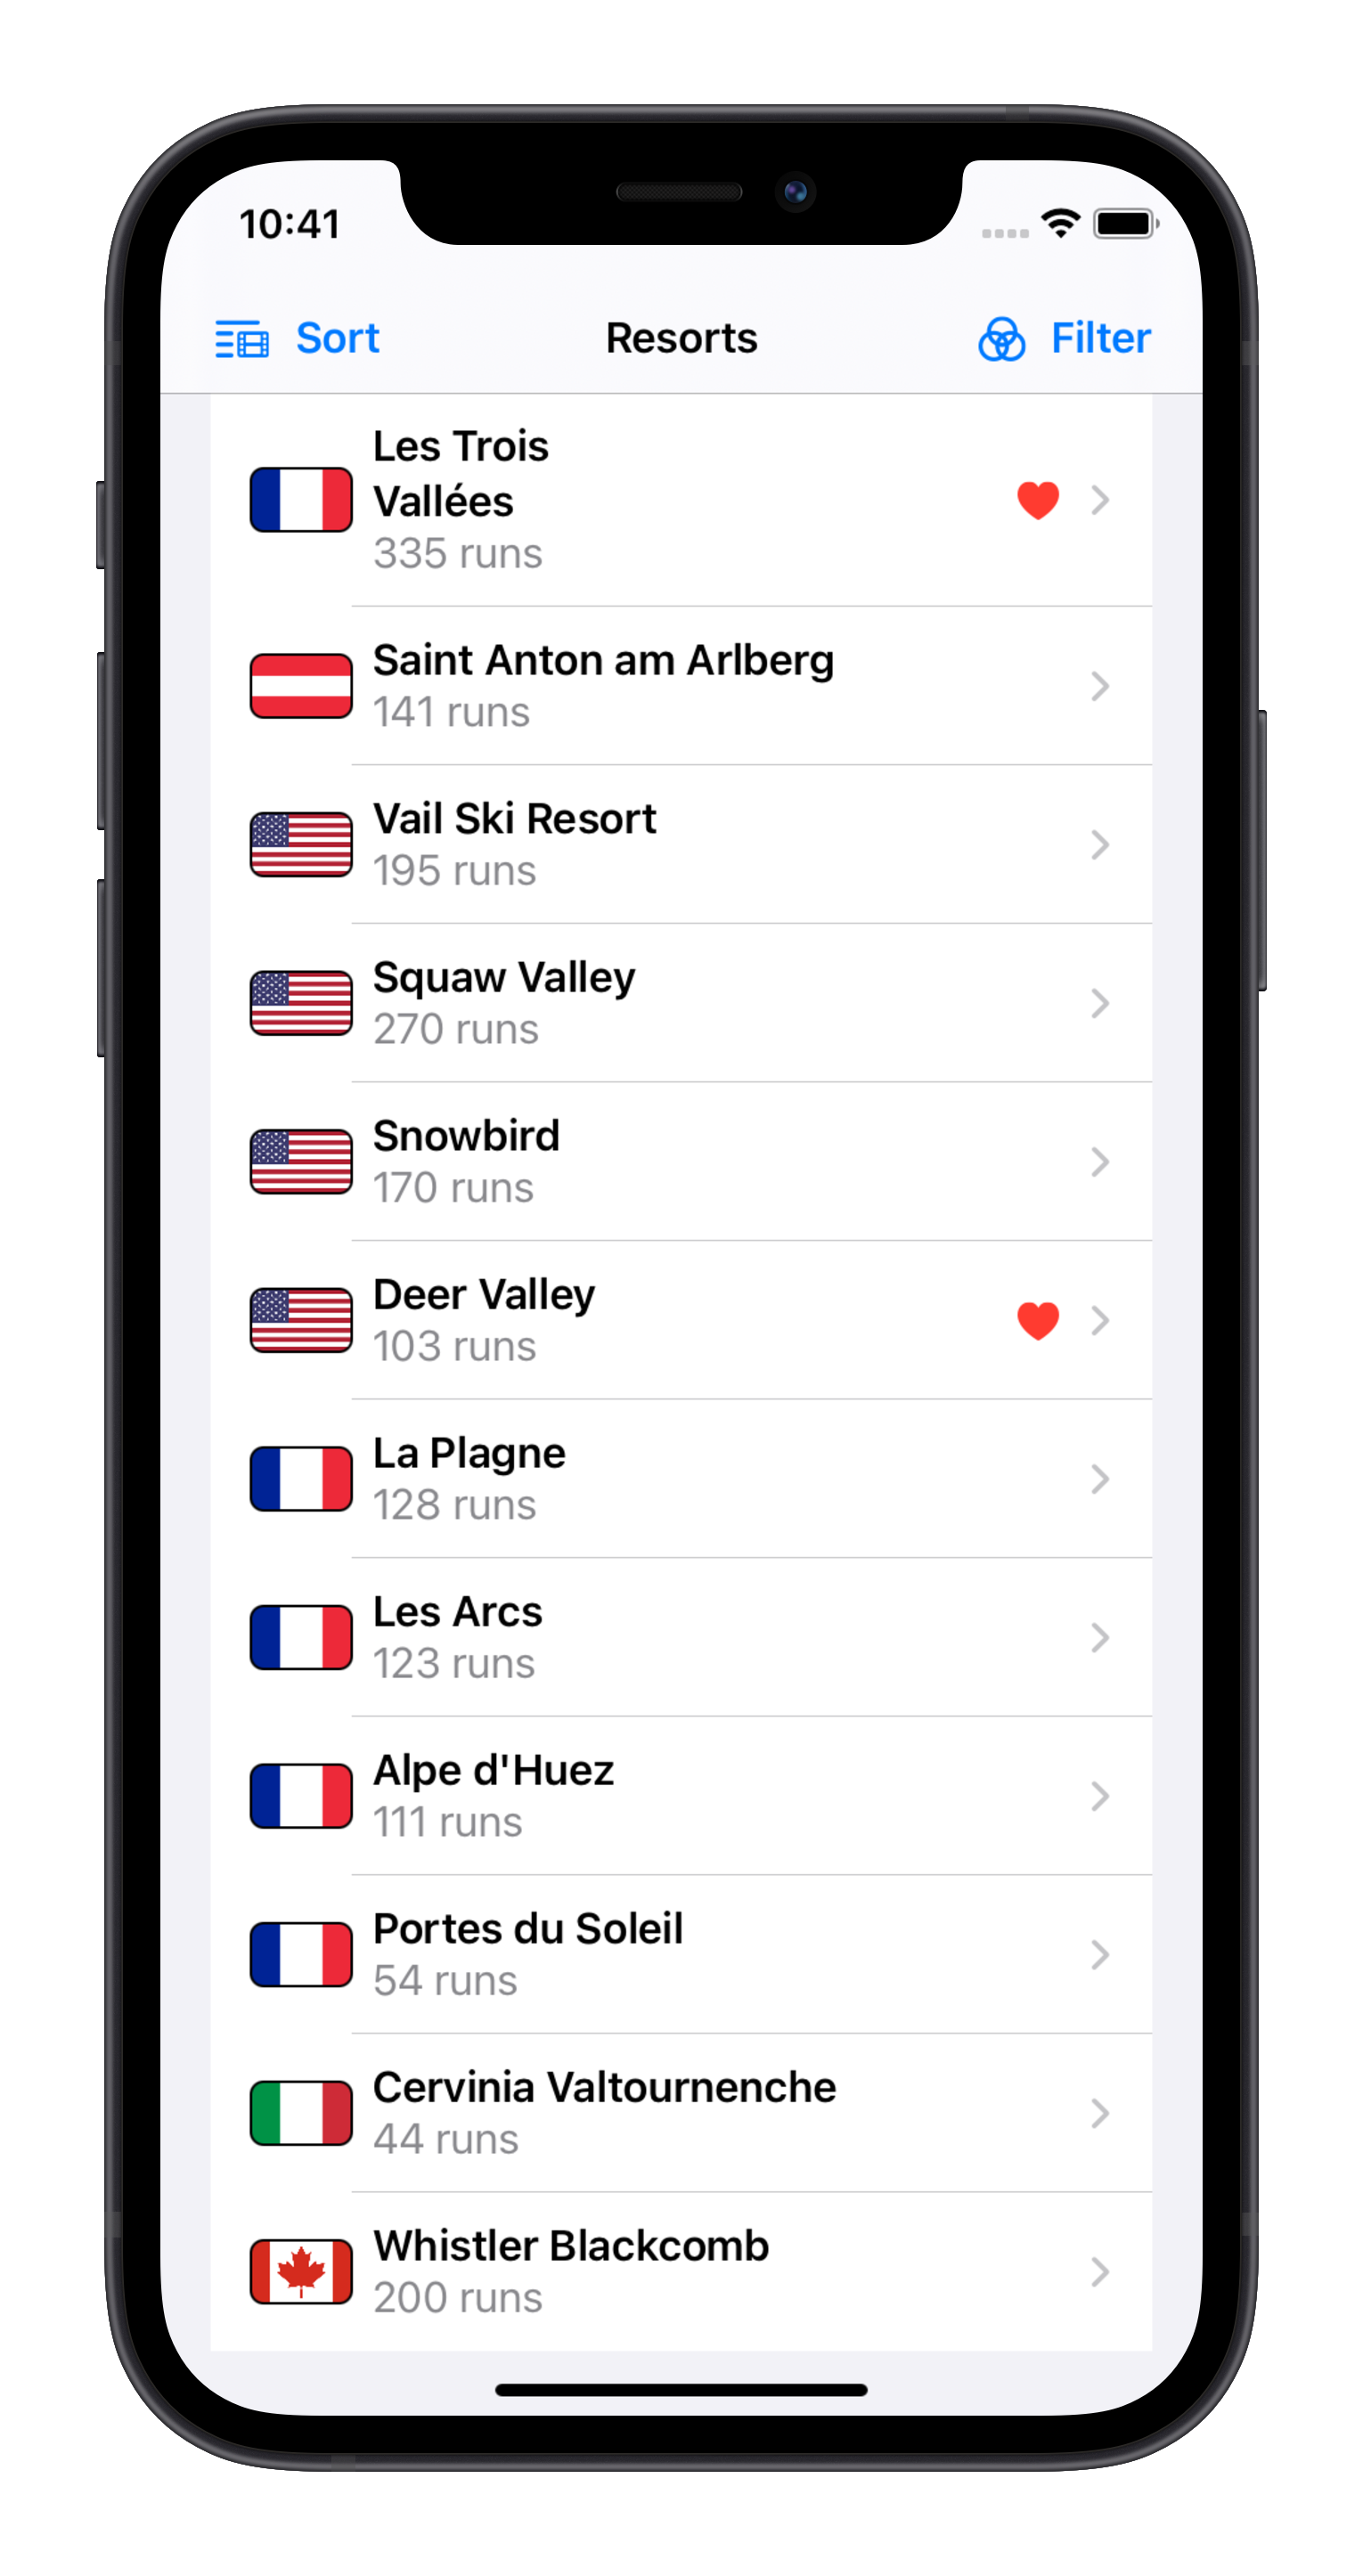 10:41
Sort
Resorts
Filter
Les Trois
Vallées
335 runs
Saint Anton am Arlberg
141 runs
Vail Ski Resort
195 runs
Squaw Valley
270 runs
Snowbird
170 runs
Deer Valley
103 runs
La Plagne
128 runs
Les Arcs
123 runs
Alpe d'Huez
111 runs
Portes du Soleil
54 runs
Cervinia Valtournenche
44 runs
Whistler Blackcomb
200 runs